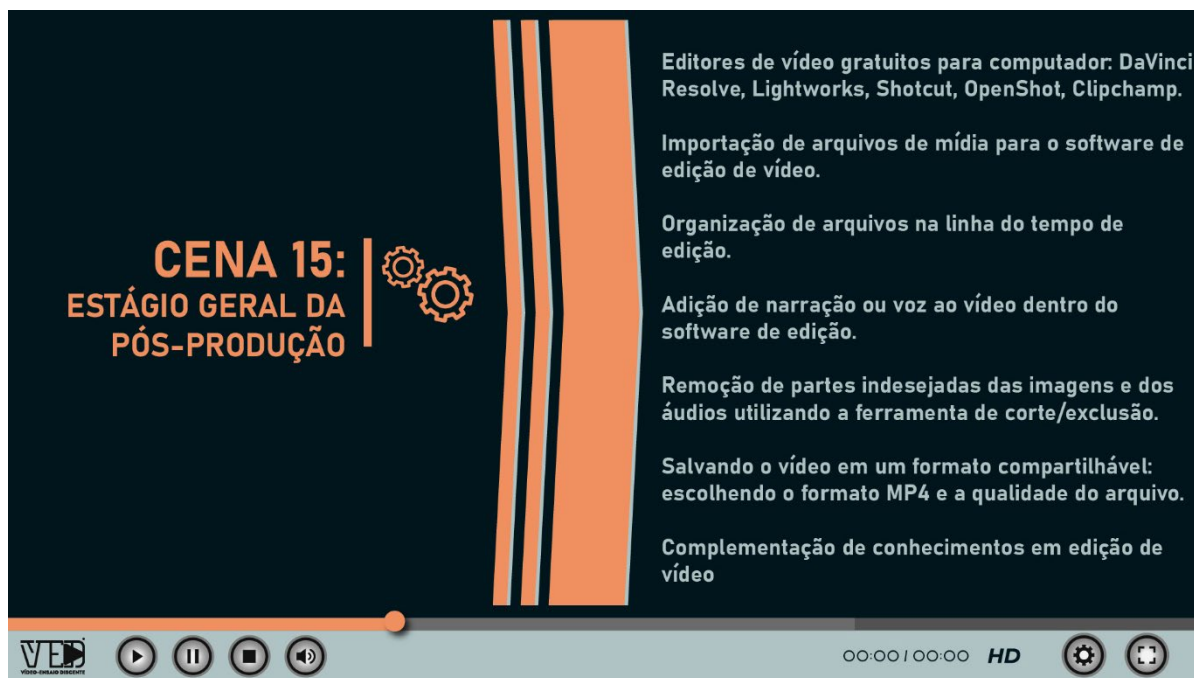 CENA 15:
ESTÁGIO GERAL DA
PÓS-PRODUÇÃO
Editores de vídeo gratuitos para computador: DaVinci
Resolve, Lightworks, Shotcut, OpenShot, Clipchamp.
Importação de arquivos de mídia para o software de
edição de vídeo.
Organização de arquivos na linha do tempo de
edição.
Adição de narração ou voz ao vídeo dentro do
software de edição.
Remoção de partes indesejadas das imagens e dos
áudios utilizando a ferramenta de corte/exclusão.
Salvando o vídeo em um formato compartilhável:
escolhendo o formato MP4 e a qualidade do arquivo.
Complementação de conhecimentos em edição de
vídeo
VED
VÍDEO-ENSAIO DISCENTE
00:00 / 00:00 HD